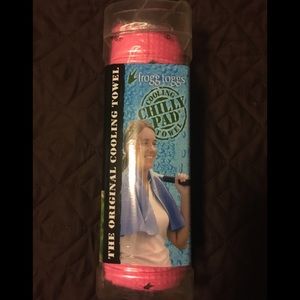 frogg toggs
COOLING
CHILLY
PAD
TOWEL
THE ORIGINAL COOLING TOWEL